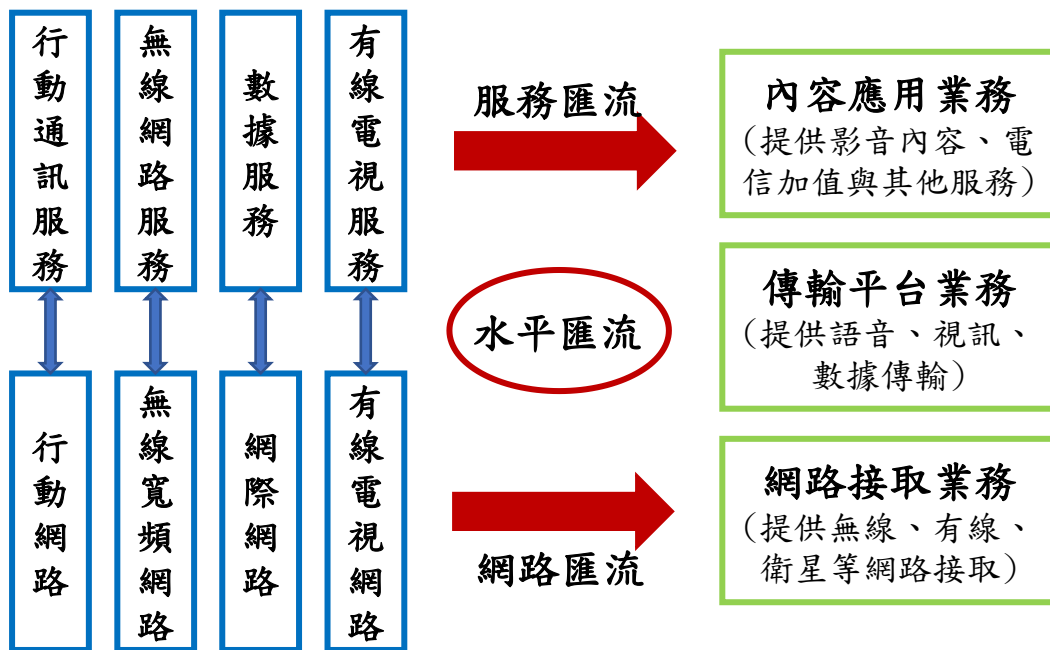 行動通訊服務
無線網路服務
數據服務
有線電視服務
行動網路
無線寬頻網路
網際網路
有線電視網路
服務匯流
水平匯流
網路匯流
內容應用業務
(提供影音內容、電
信加值與其他服務)
傳輸平台業務
(提供語音、視訊、
數據傳輸)
網路接取業務
(提供無線、有線、
衛星等網路接取)